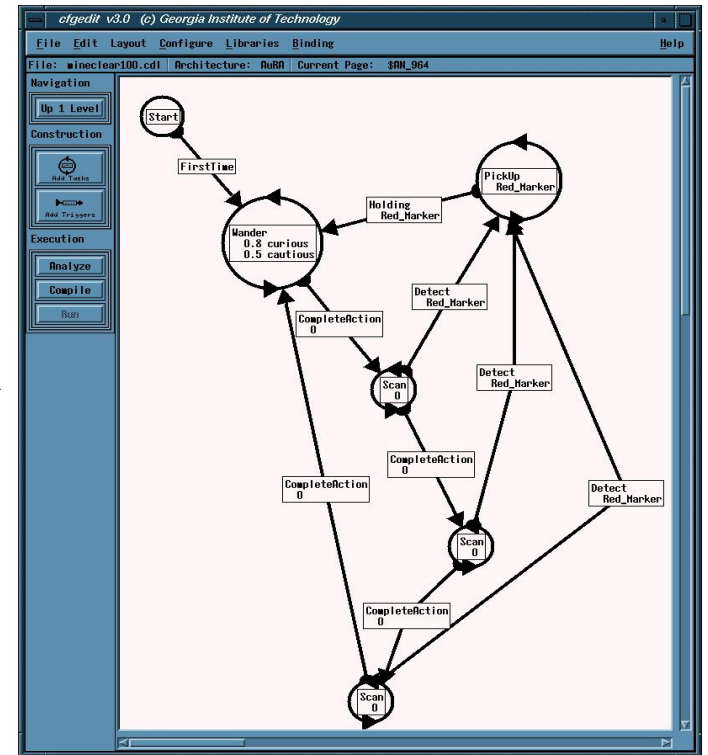 cfgedit v3.0 (c) Georgia Institute of Technology
File Edit Layout Configure Libraries Binding Help
File: mineclear100.cdl Architecture: AuRA Current Page: $AN_964
Navigation
Up 1 Level
Construction
Add Tasks
Add Triggers
Execution
Analyze
Compile
Run
Start
FirstTime
PickUp
Red_Marker
Holding
Red_Marker
Wander
0.8 curious
0.5 cautious
Detect
Red_Marker
CompleteAction
0
Scan
0
Detect
Red_Marker
CompleteAction
0
CompleteAction
0
Detect
Red_Marker
Scan
0
CompleteAction
0
Scan
0